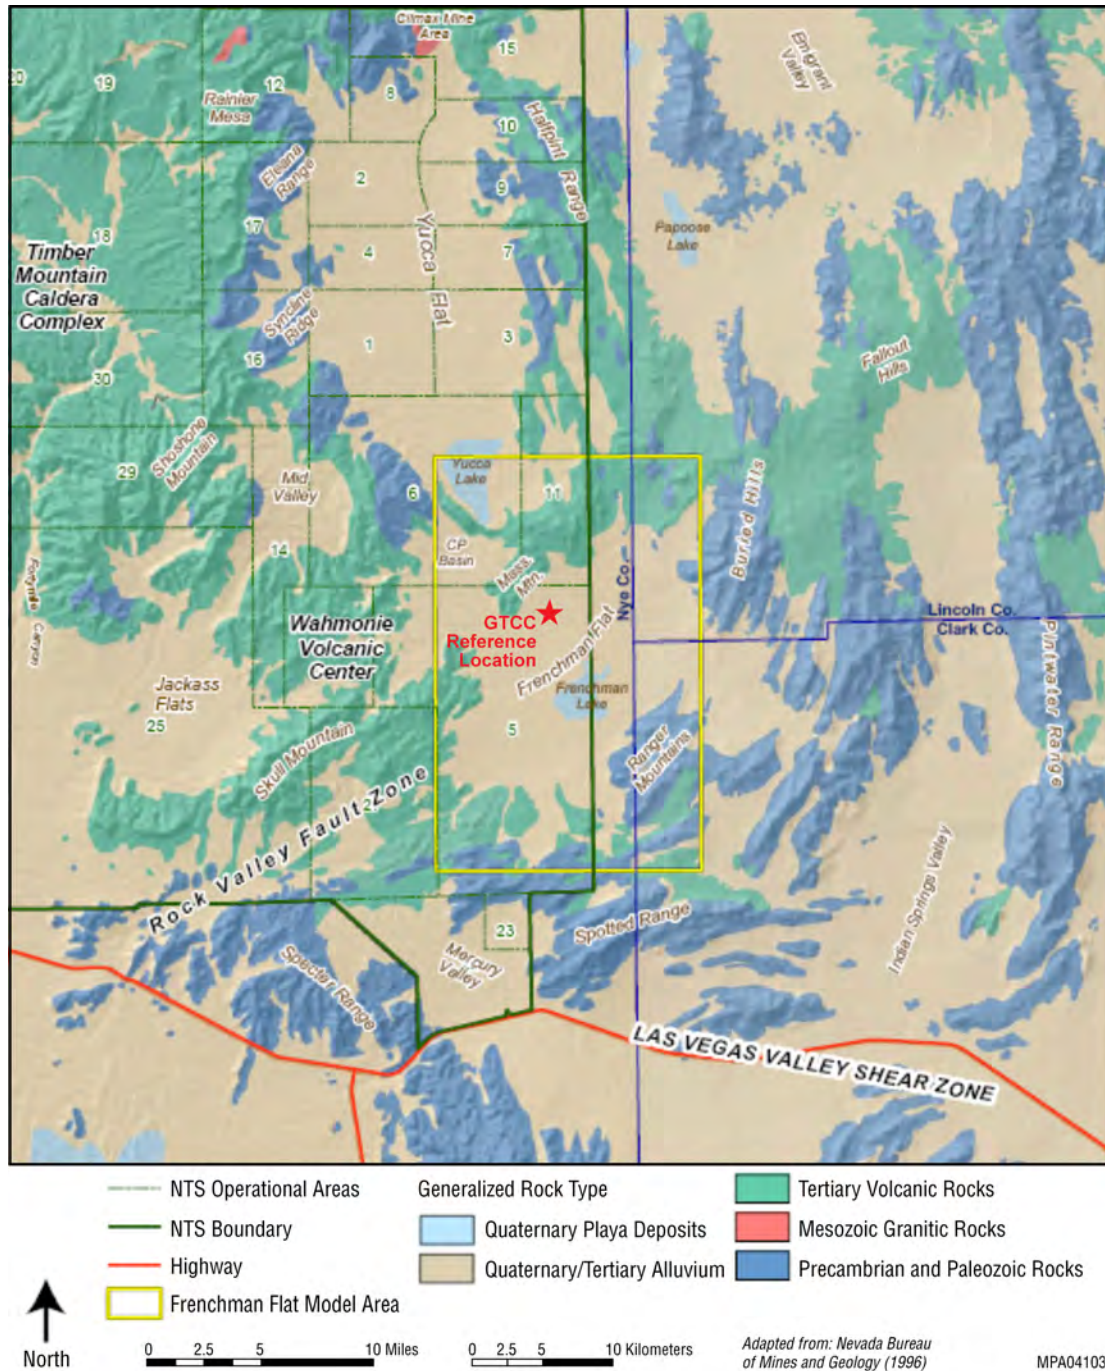 Climax Mine
Area
15
Emigrant
Valley
20
19
12
8
Rainier
Mesa
10
Halfpint
Range
Eleana
Range
2
9
17
Papoose
Lake
18
4
Yucca Flat
7
Timber
Mountain
Caldera
Complex
Syncline
Ridge
16
1
3
Fallout
Hills
30
Shoshone
Mountain
29
Mid
Valley
Yucca
Lake
6
11
Buried Hills
CP
Basin
14
Mass.
Mtn.
Nye Co.
Fortymile Canyon
Wahmonie
Volcanic
Center
GTCC
Reference
Location
Lincoln Co.
Clark Co.
Frenchman Flat
Pintwater Range
Jackass
Flats
Frenchman
Lake
25
5
Skull Mountain
Ranger
Mountains
2
Rock Valley Fault Zone
Indian Springs Valley
23
Spotted Range
Mercury
Valley
Specter Range
LAS VEGAS VALLEY SHEAR ZONE
NTS Operational Areas
NTS Boundary
Highway
Frenchman Flat Model Area
Generalized Rock Type
Quaternary Playa Deposits
Quaternary/Tertiary Alluvium
Tertiary Volcanic Rocks
Mesozoic Granitic Rocks
Precambrian and Paleozoic Rocks
North
0 2.5 5 10 Miles
0 2.5 5 10 Kilometers
Adapted from: Nevada Bureau
of Mines and Geology (1996)
MPA04103